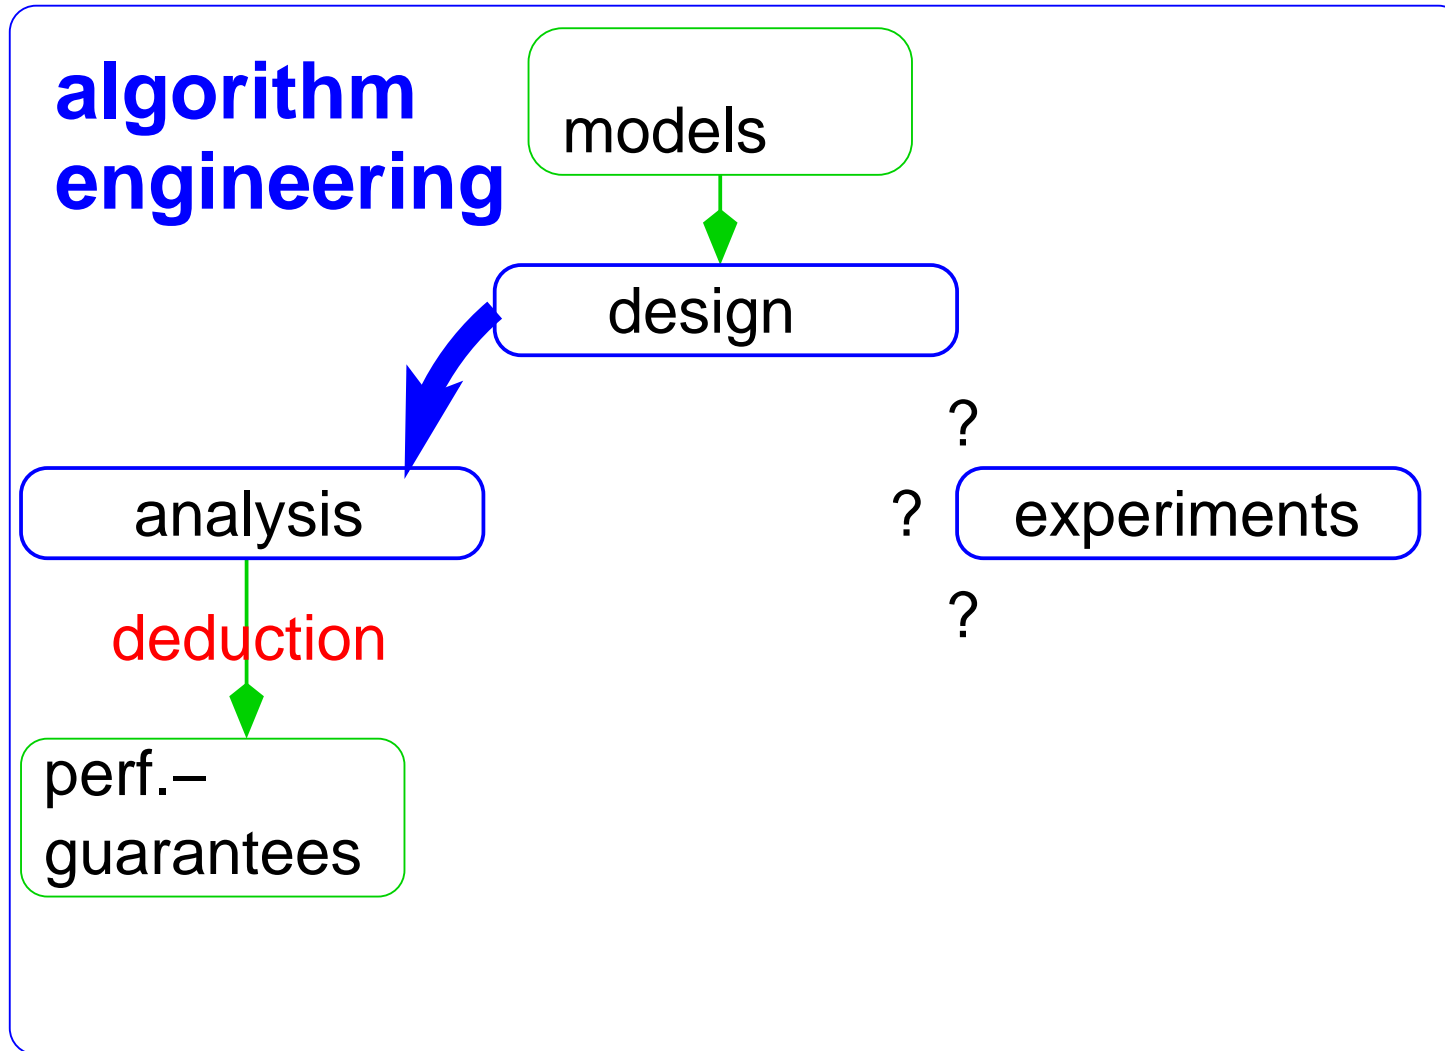 algorithm
engineering
models
design
?
analysis
?
experiments
?
deduction
perf.–
guarantees